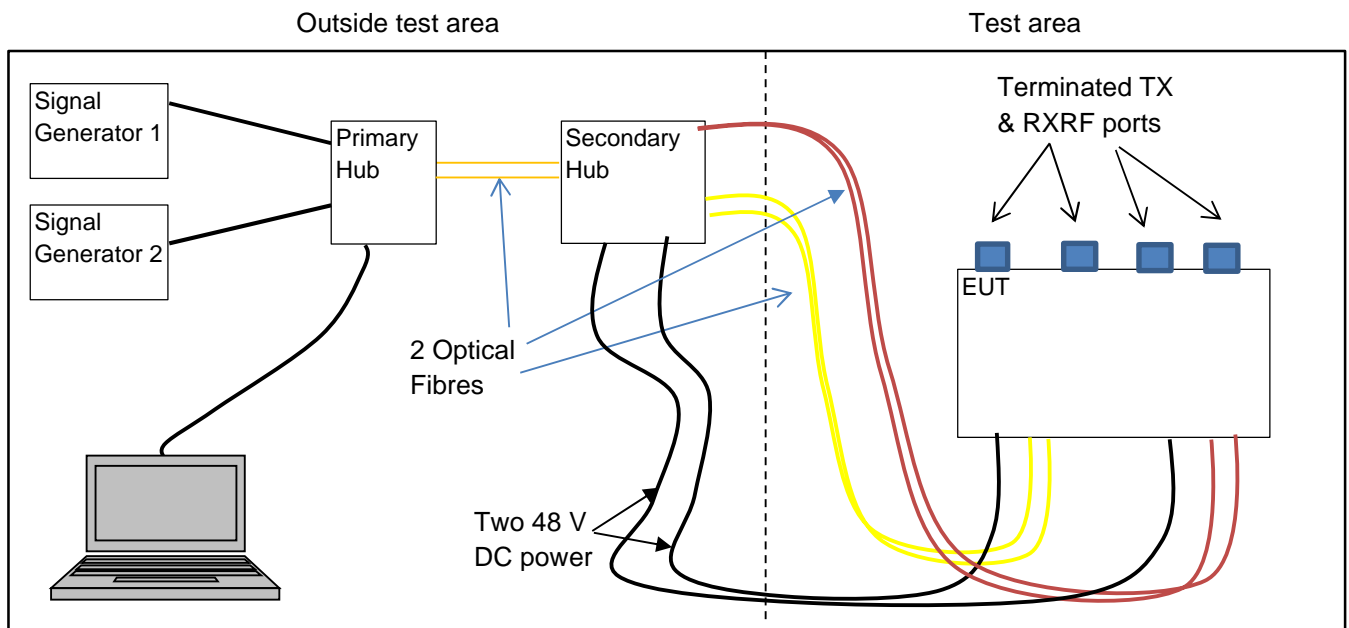 Outside test area
Test area
Signal
Generator 1
Signal
Generator 2
Primary
Hub
Secondary
Hub
Terminated TX
& RXRF ports
EUT
2 Optical
Fibres
Two 48 V
DC power